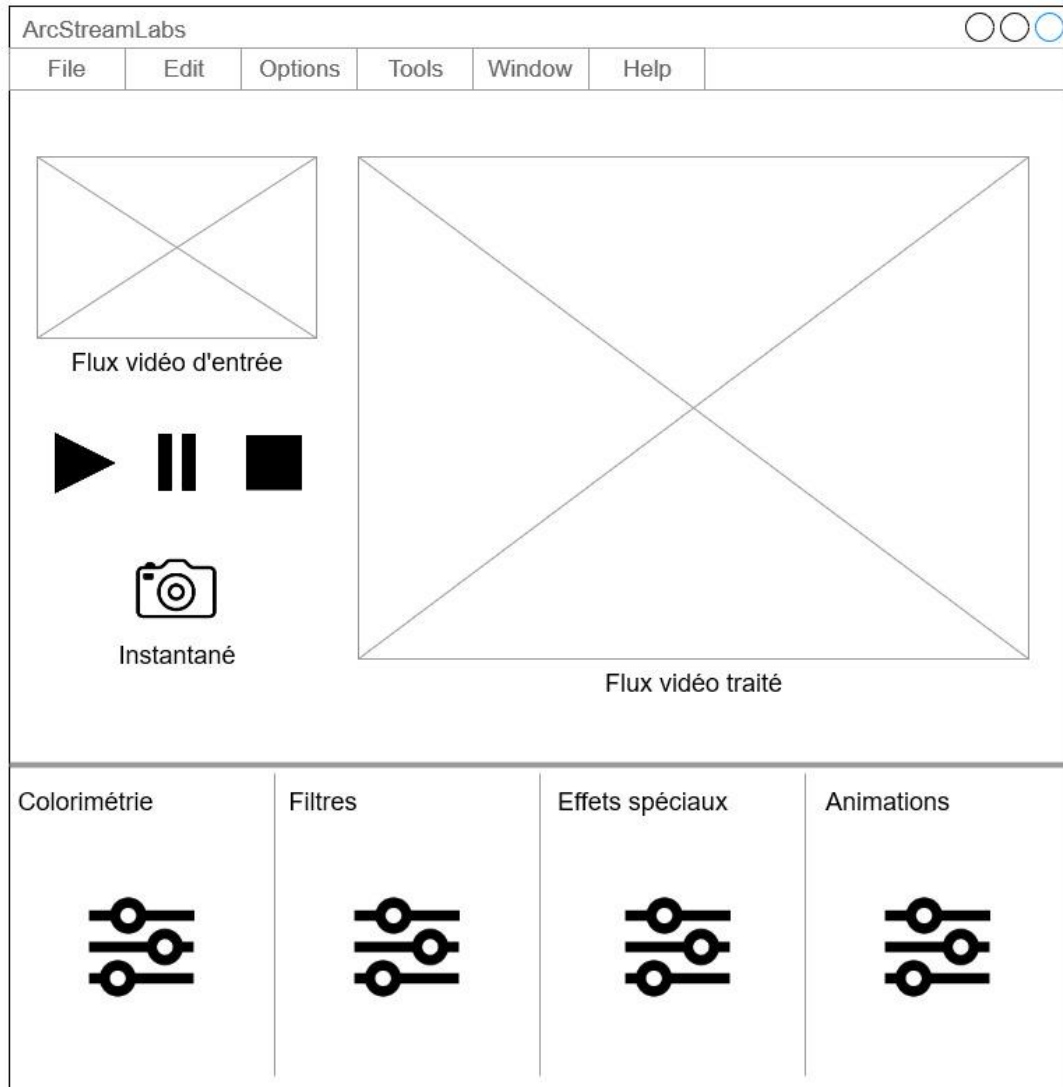 ArcStreamLabs
File Edit Options Tools Window Help
Flux vidéo d'entrée
Instantané
Flux vidéo traité
Colorimétrie Filtres Effets spéciaux Animations